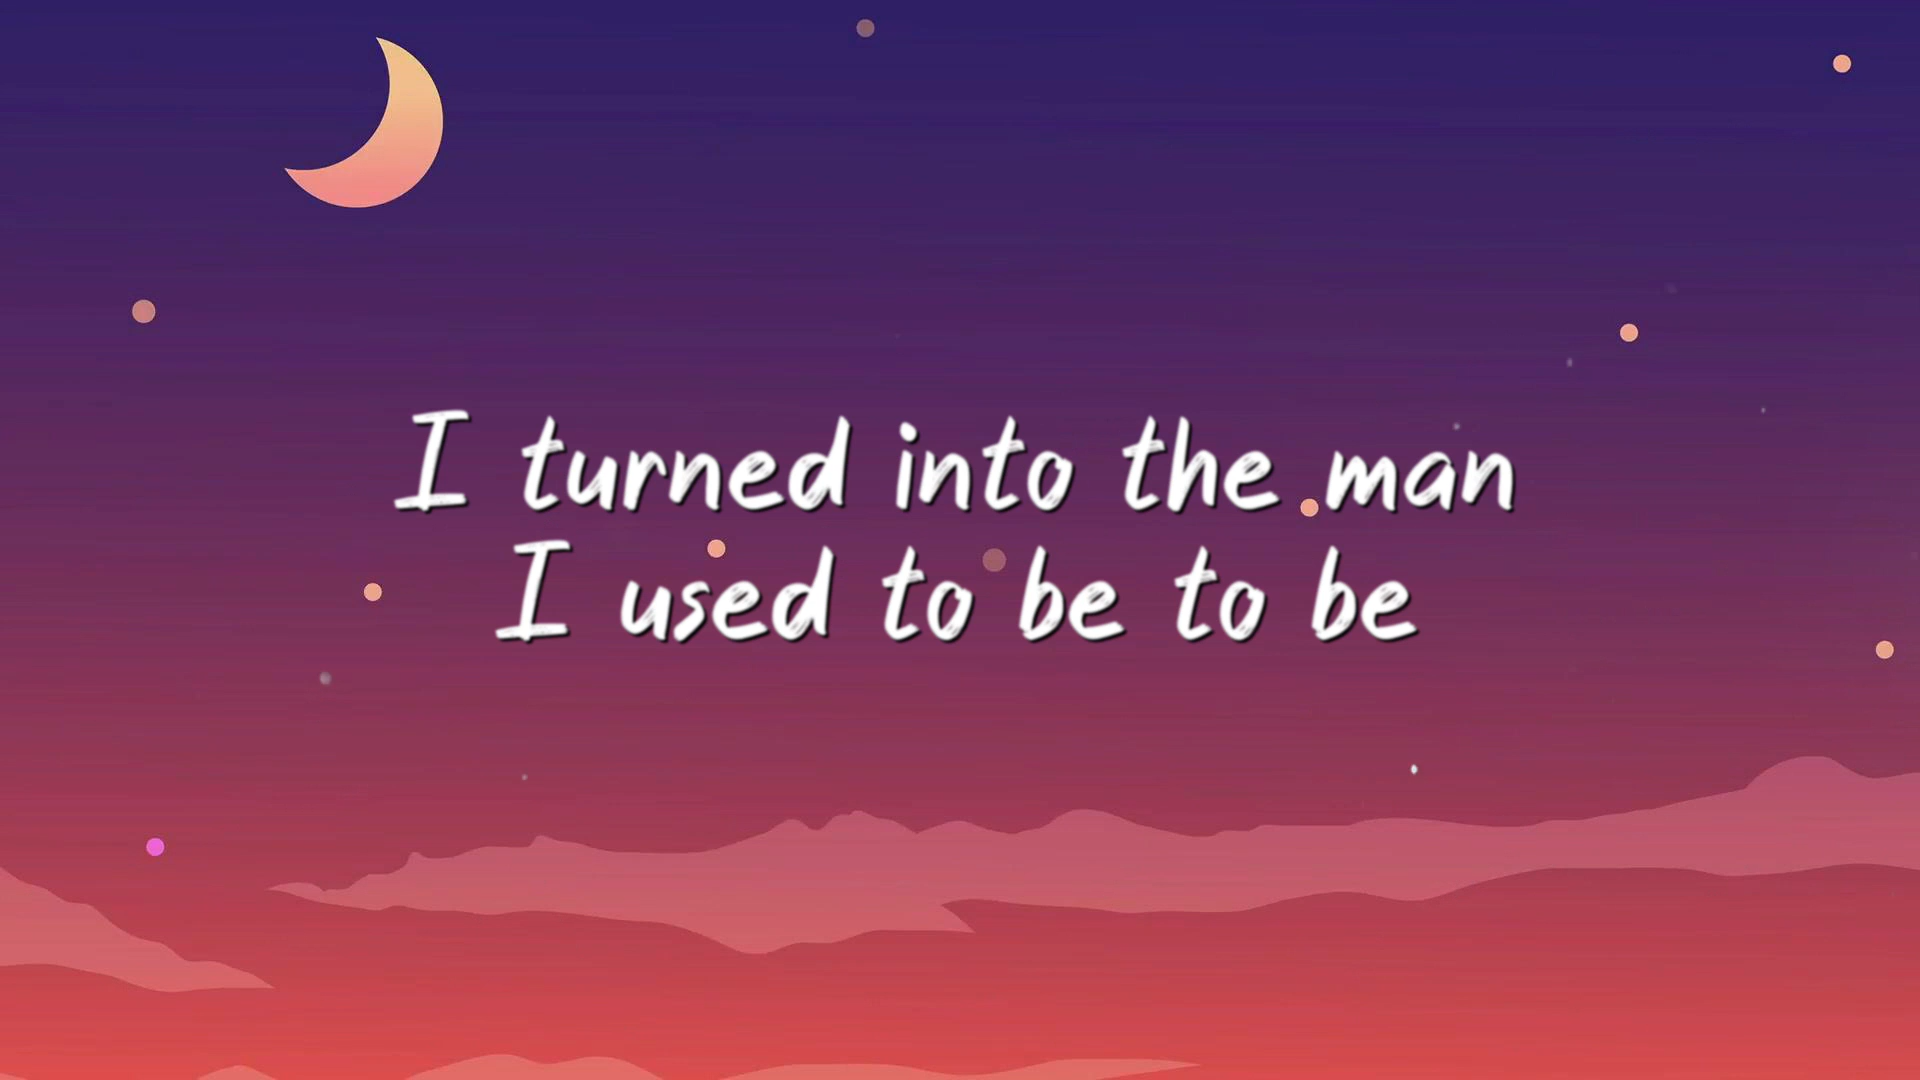 I turned into the man
I used to be to be